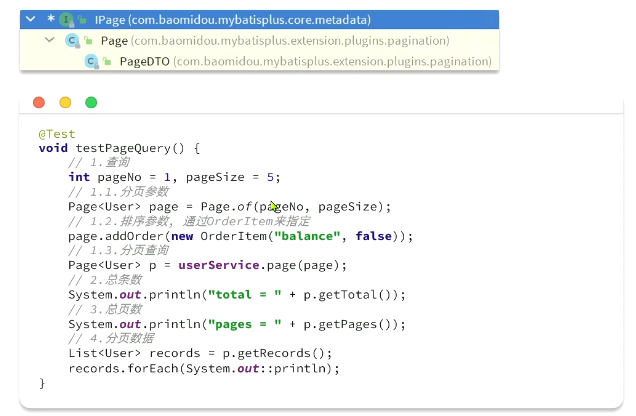 IPage (com.baomidou.mybatisplus.core.metadata)
Page (com.baomidou.mybatisplus.extension.plugins.pagination)
PageDTO (com.baomidou.mybatisplus.extension.plugins.pagination)
@Test
void testPageQuery() {
    // 1.查询
    int pageNo = 1, pageSize = 5;
    // 1.1.分页参数
    Page<User> page = Page.of(pageNo, pageSize);
    // 1.2.排序参数, 通过OrderItem来指定
    page.addOrder(new OrderItem("balance", false));
    // 1.3.分页查询
    Page<User> p = userService.page(page);
    // 2.总条数
    System.out.println("total = " + p.getTotal());
    // 3.总页数
    System.out.println("pages = " + p.getPages());
    // 4.分页数据
    List<User> records = p.getRecords();
    records.forEach(System.out::println);
}